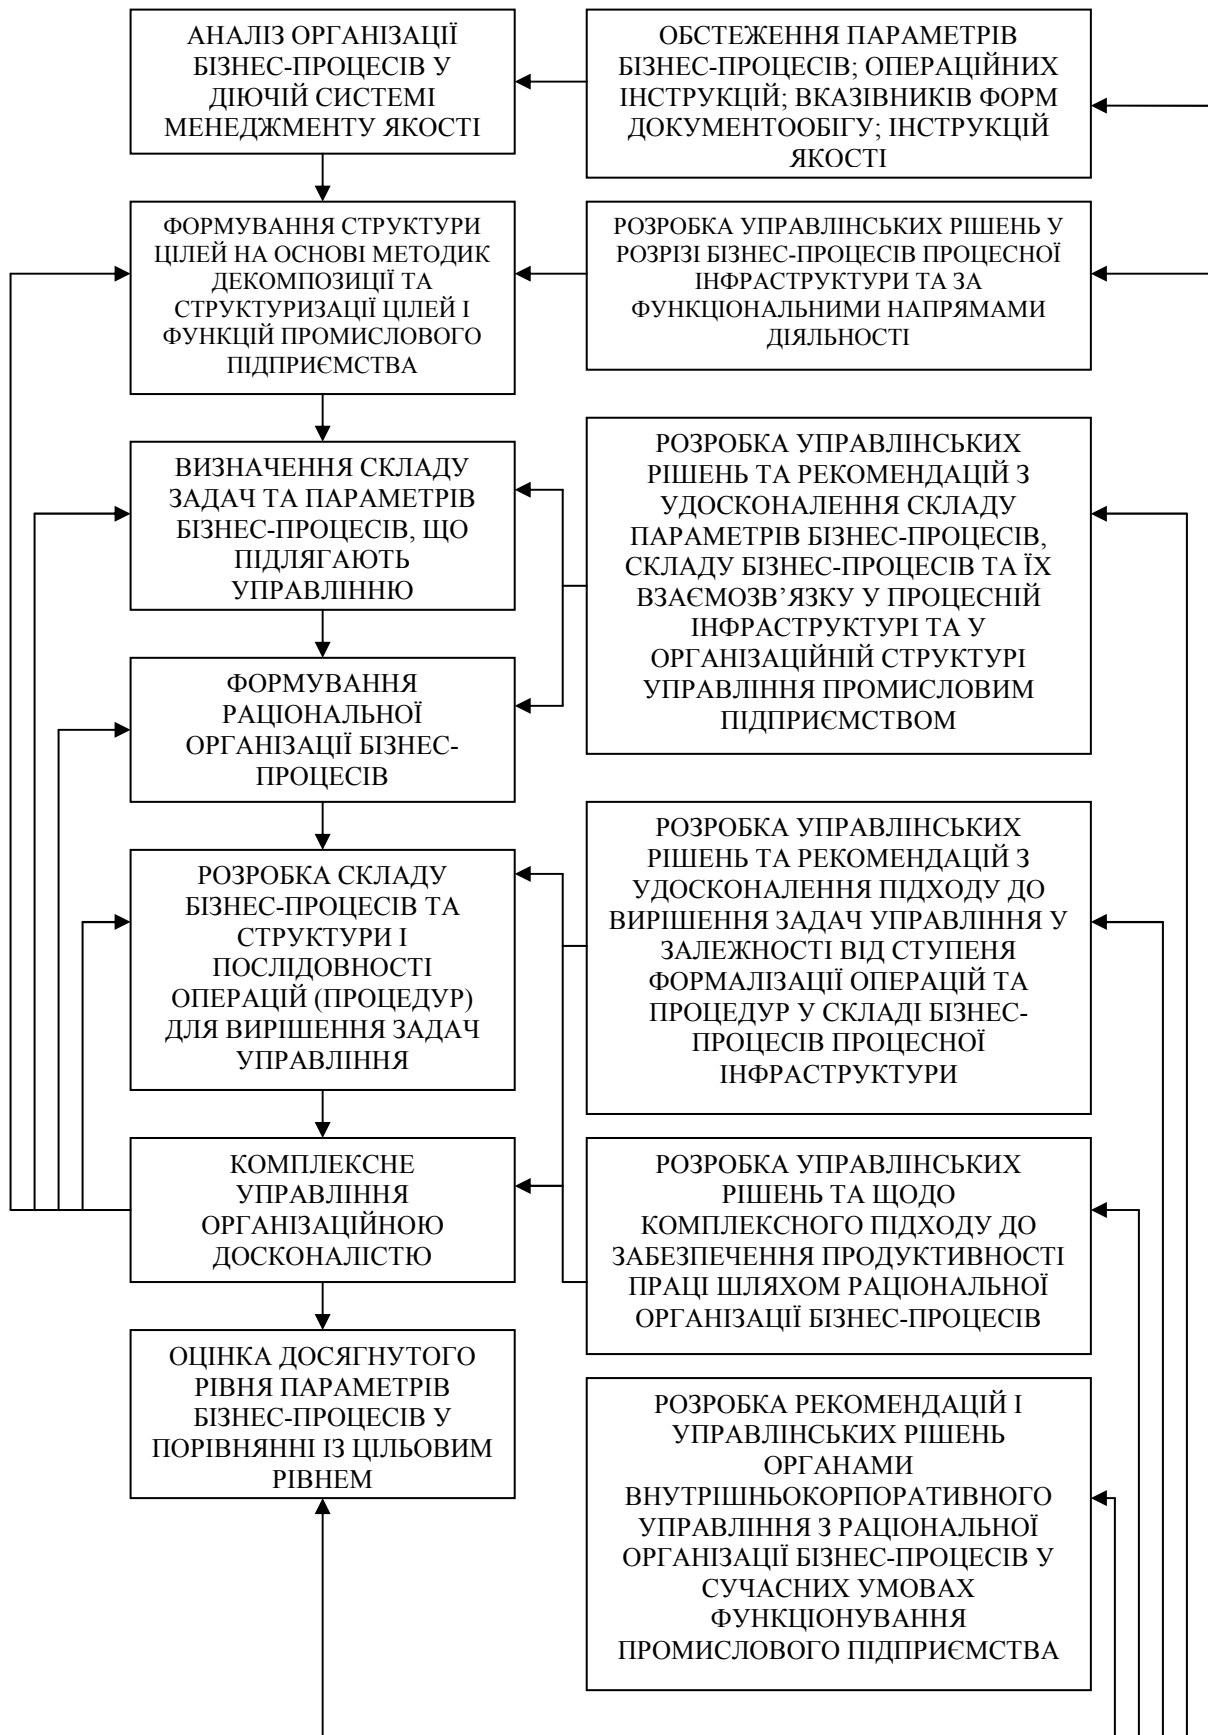 АНАЛІЗ ОРГАНІЗАЦІЇ
БІЗНЕС-ПРОЦЕСІВ У
ДІЮЧІЙ СИСТЕМІ
МЕНЕДЖМЕНТУ ЯКОСТІ
ОБСТЕЖЕННЯ ПАРАМЕТРІВ
БІЗНЕС-ПРОЦЕСІВ; ОПЕРАЦІЙНИХ
ІНСТРУКЦІЙ; ВКАЗІВНИКІВ ФОРМ
ДОКУМЕНТООБІГУ; ІНСТРУКЦІЙ
ЯКОСТІ
ФОРМУВАННЯ СТРУКТУРИ
ЦІЛЕЙ НА ОСНОВІ МЕТОДИК
ДЕКОМПОЗИЦІЇ ТА
СТРУКТУРИЗАЦІЇ ЦІЛЕЙ І
ФУНКЦІЙ ПРОМИСЛОВОГО
ПІДПРИЄМСТВА
РОЗРОБКА УПРАВЛІНСЬКИХ РІШЕНЬ У
РОЗРІЗІ БІЗНЕС-ПРОЦЕСІВ ПРОЦЕСНОЇ
ІНФРАСТРУКТУРИ ТА ЗА
ФУНКЦІОНАЛЬНИМИ НАПРЯМАМИ
ДІЯЛЬНОСТІ
ВИЗНАЧЕННЯ СКЛАДУ
ЗАДАЧ ТА ПАРАМЕТРІВ
БІЗНЕС-ПРОЦЕСІВ, ЩО
ПІДЛЯГАЮТЬ
УПРАВЛІННЮ
РОЗРОБКА УПРАВЛІНСЬКИХ
РІШЕНЬ ТА РЕКОМЕНДАЦІЙ З
УДОСКОНАЛЕННЯ СКЛАДУ
ПАРАМЕТРІВ БІЗНЕС-ПРОЦЕСІВ,
СКЛАДУ БІЗНЕС-ПРОЦЕСІВ ТА ЇХ
ВЗАЄМОЗВ’ЯЗКУ У ПРОЦЕСНІЙ
ІНФРАСТРУКТУРІ ТА У
ОРГАНІЗАЦІЙНІЙ СТРУКТУРІ
УПРАВЛІННЯ ПРОМИСЛОВИМ
ПІДПРИЄМСТВОМ
ФОРМУВАННЯ
РАЦІОНАЛЬНОЇ
ОРГАНІЗАЦІЇ БІЗНЕС-
ПРОЦЕСІВ
РОЗРОБКА СКЛАДУ
БІЗНЕС-ПРОЦЕСІВ ТА
СТРУКТУРИ І
ПОСЛІДОВНОСТІ
ОПЕРАЦІЙ (ПРОЦЕДУР)
ДЛЯ ВИРІШЕННЯ ЗАДАЧ
УПРАВЛІННЯ
РОЗРОБКА УПРАВЛІНСЬКИХ
РІШЕНЬ ТА РЕКОМЕНДАЦІЙ З
УДОСКОНАЛЕННЯ ПІДХОДУ ДО
ВИРІШЕННЯ ЗАДАЧ УПРАВЛІННЯ У
ЗАЛЕЖНОСТІ ВІД СТУПЕНЯ
ФОРМАЛІЗАЦІЇ ОПЕРАЦІЙ ТА
ПРОЦЕДУР У СКЛАДІ БІЗНЕС-
ПРОЦЕСІВ ПРОЦЕСНОЇ
ІНФРАСТРУКТУРИ
КОМПЛЕКСНЕ
УПРАВЛІННЯ
ОРГАНІЗАЦІЙНОЮ
ДОСКОНАЛІСТЮ
РОЗРОБКА УПРАВЛІНСЬКИХ
РІШЕНЬ ТА ЩОДО
КОМПЛЕКСНОГО ПІДХОДУ ДО
ЗАБЕЗПЕЧЕННЯ ПРОДУКТИВНОСТІ
ПРАЦІ ШЛЯХОМ РАЦІОНАЛЬНОЇ
ОРГАНІЗАЦІЇ БІЗНЕС-ПРОЦЕСІВ
ОЦІНКА ДОСЯГНУТОГО
РІВНЯ ПАРАМЕТРІВ
БІЗНЕС-ПРОЦЕСІВ У
ПОРІВНЯННІ ІЗ ЦІЛЬОВИМ
РІВНЕМ
РОЗРОБКА РЕКОМЕНДАЦІЙ І
УПРАВЛІНСЬКИХ РІШЕНЬ
ОРГАНАМИ
ВНУТРІШНЬОКОРПОРАТИВНОГО
УПРАВЛІННЯ З РАЦІОНАЛЬНОЇ
ОРГАНІЗАЦІЇ БІЗНЕС-ПРОЦЕСІВ У
СУЧАСНИХ УМОВАХ
ФУНКЦІОНУВАННЯ
ПРОМИСЛОВОГО ПІДПРИЄМСТВА